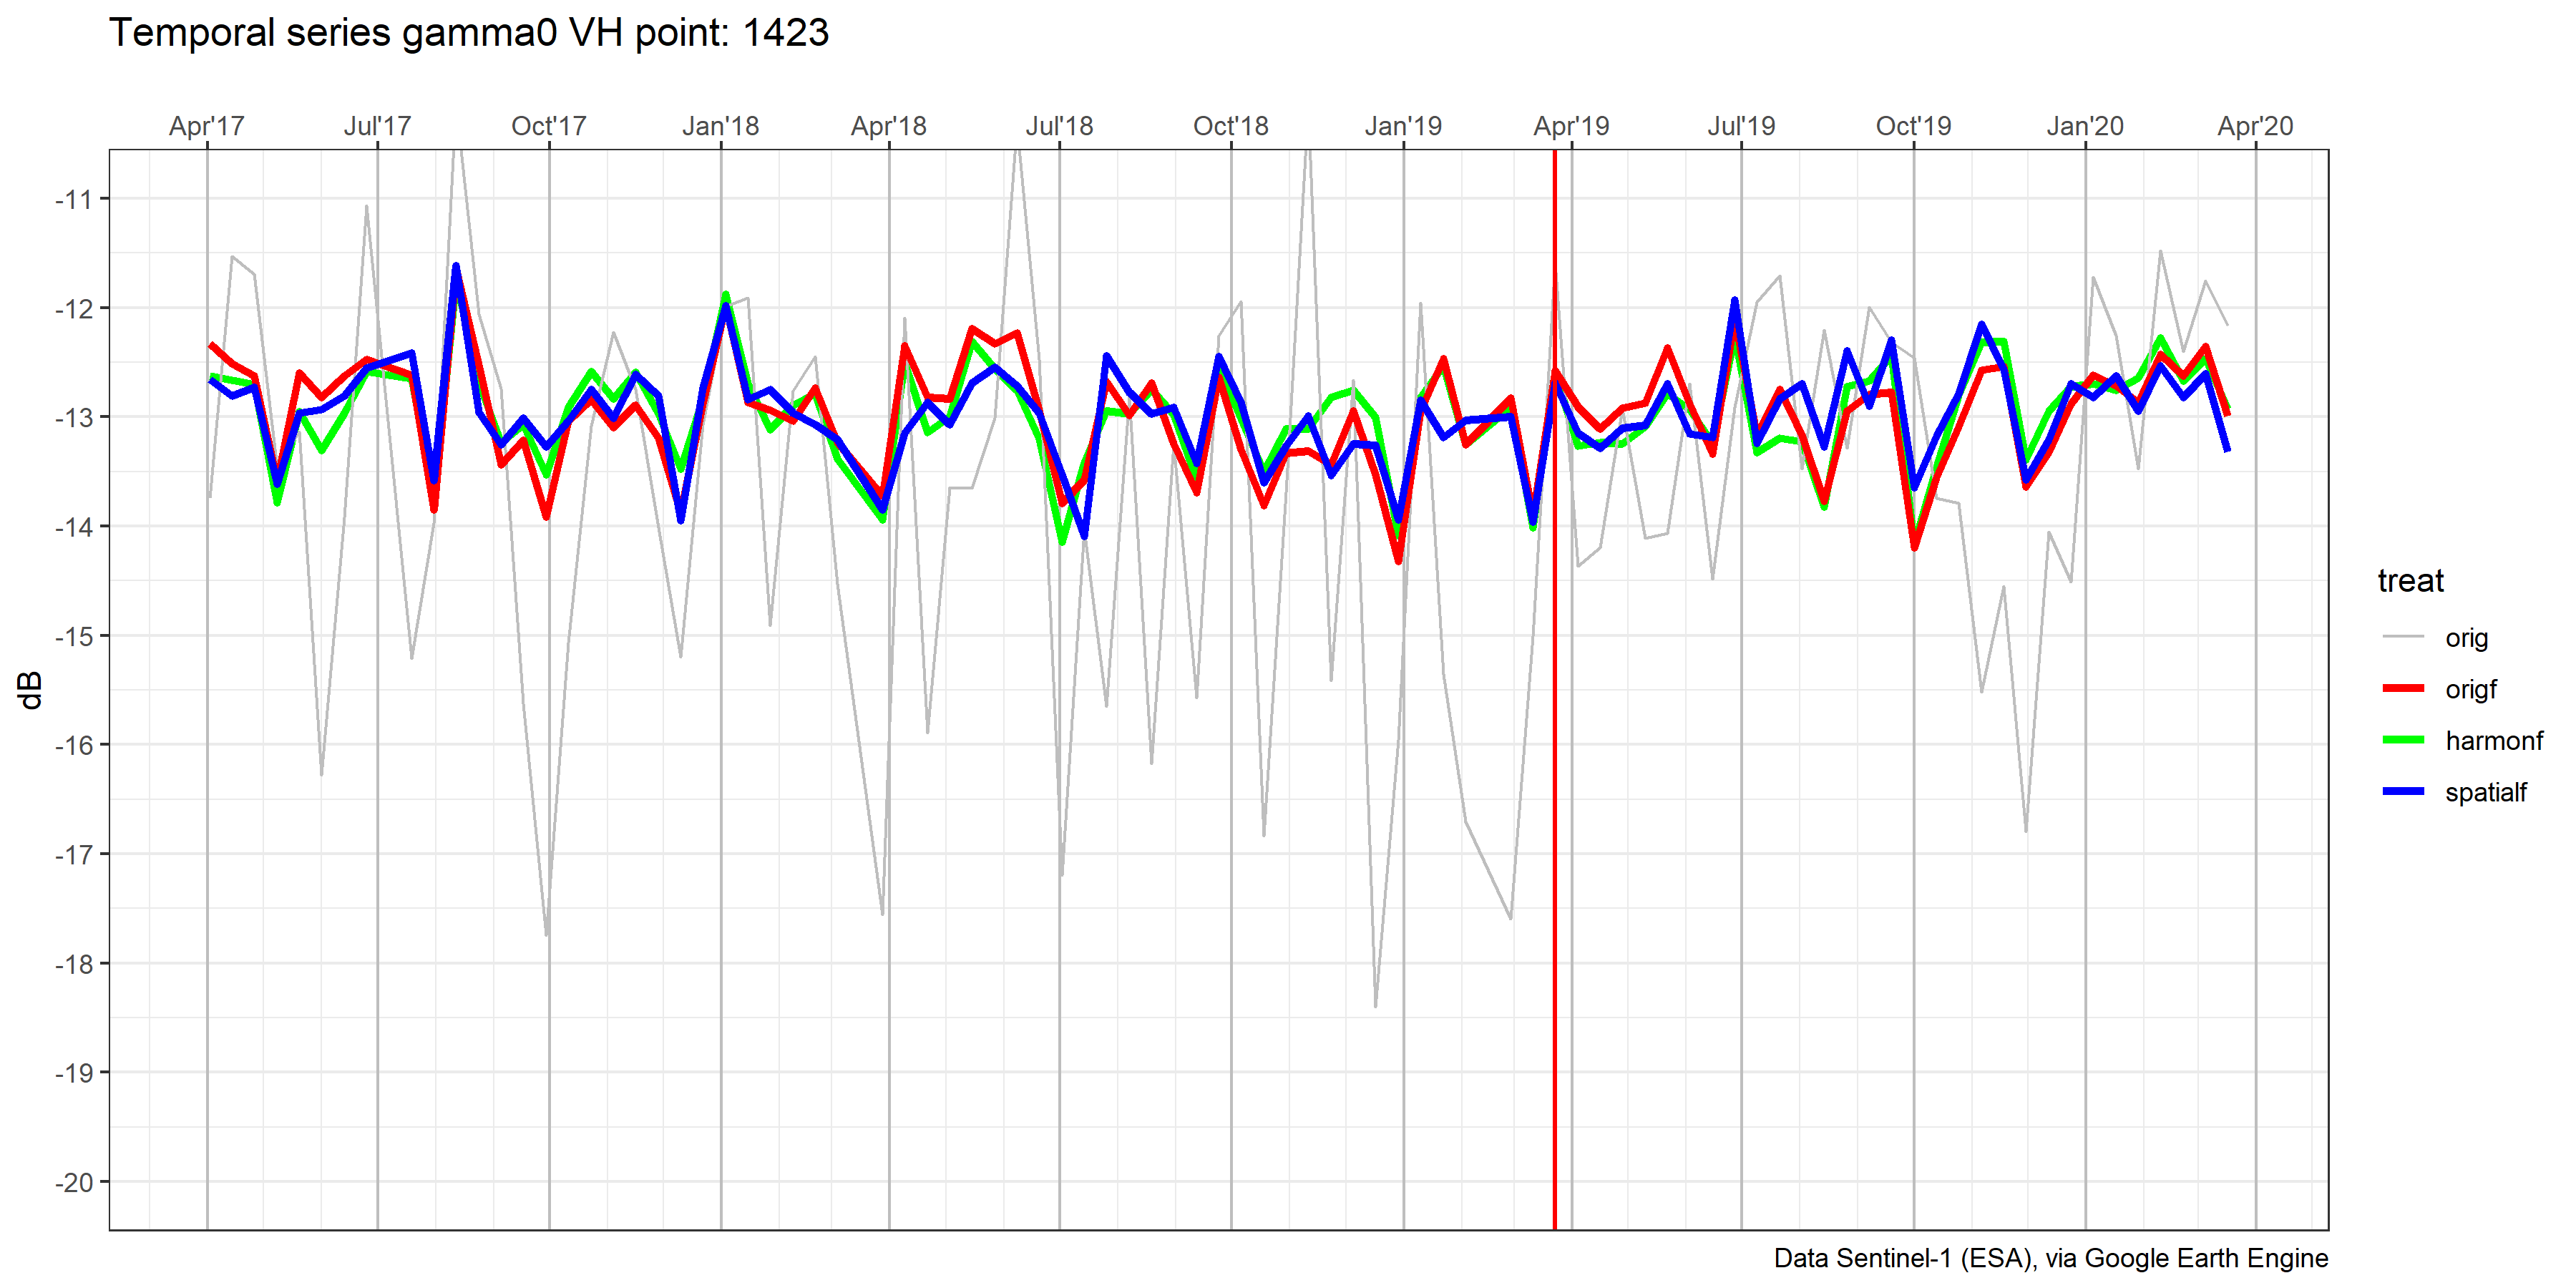 Temporal series gamma0 VH point: 1423
Apr'17 Jul'17 Oct'17 Jan'18 Apr'18 Jul'18 Oct'18 Jan'19 Apr'19 Jul'19 Oct'19 Jan'20 Apr'20
-11
-12
-13
-14
-15
-16
-17
-18
-19
-20
dB
treat
orig
origf
harmonf
spatialf
Data Sentinel-1 (ESA), via Google Earth Engine